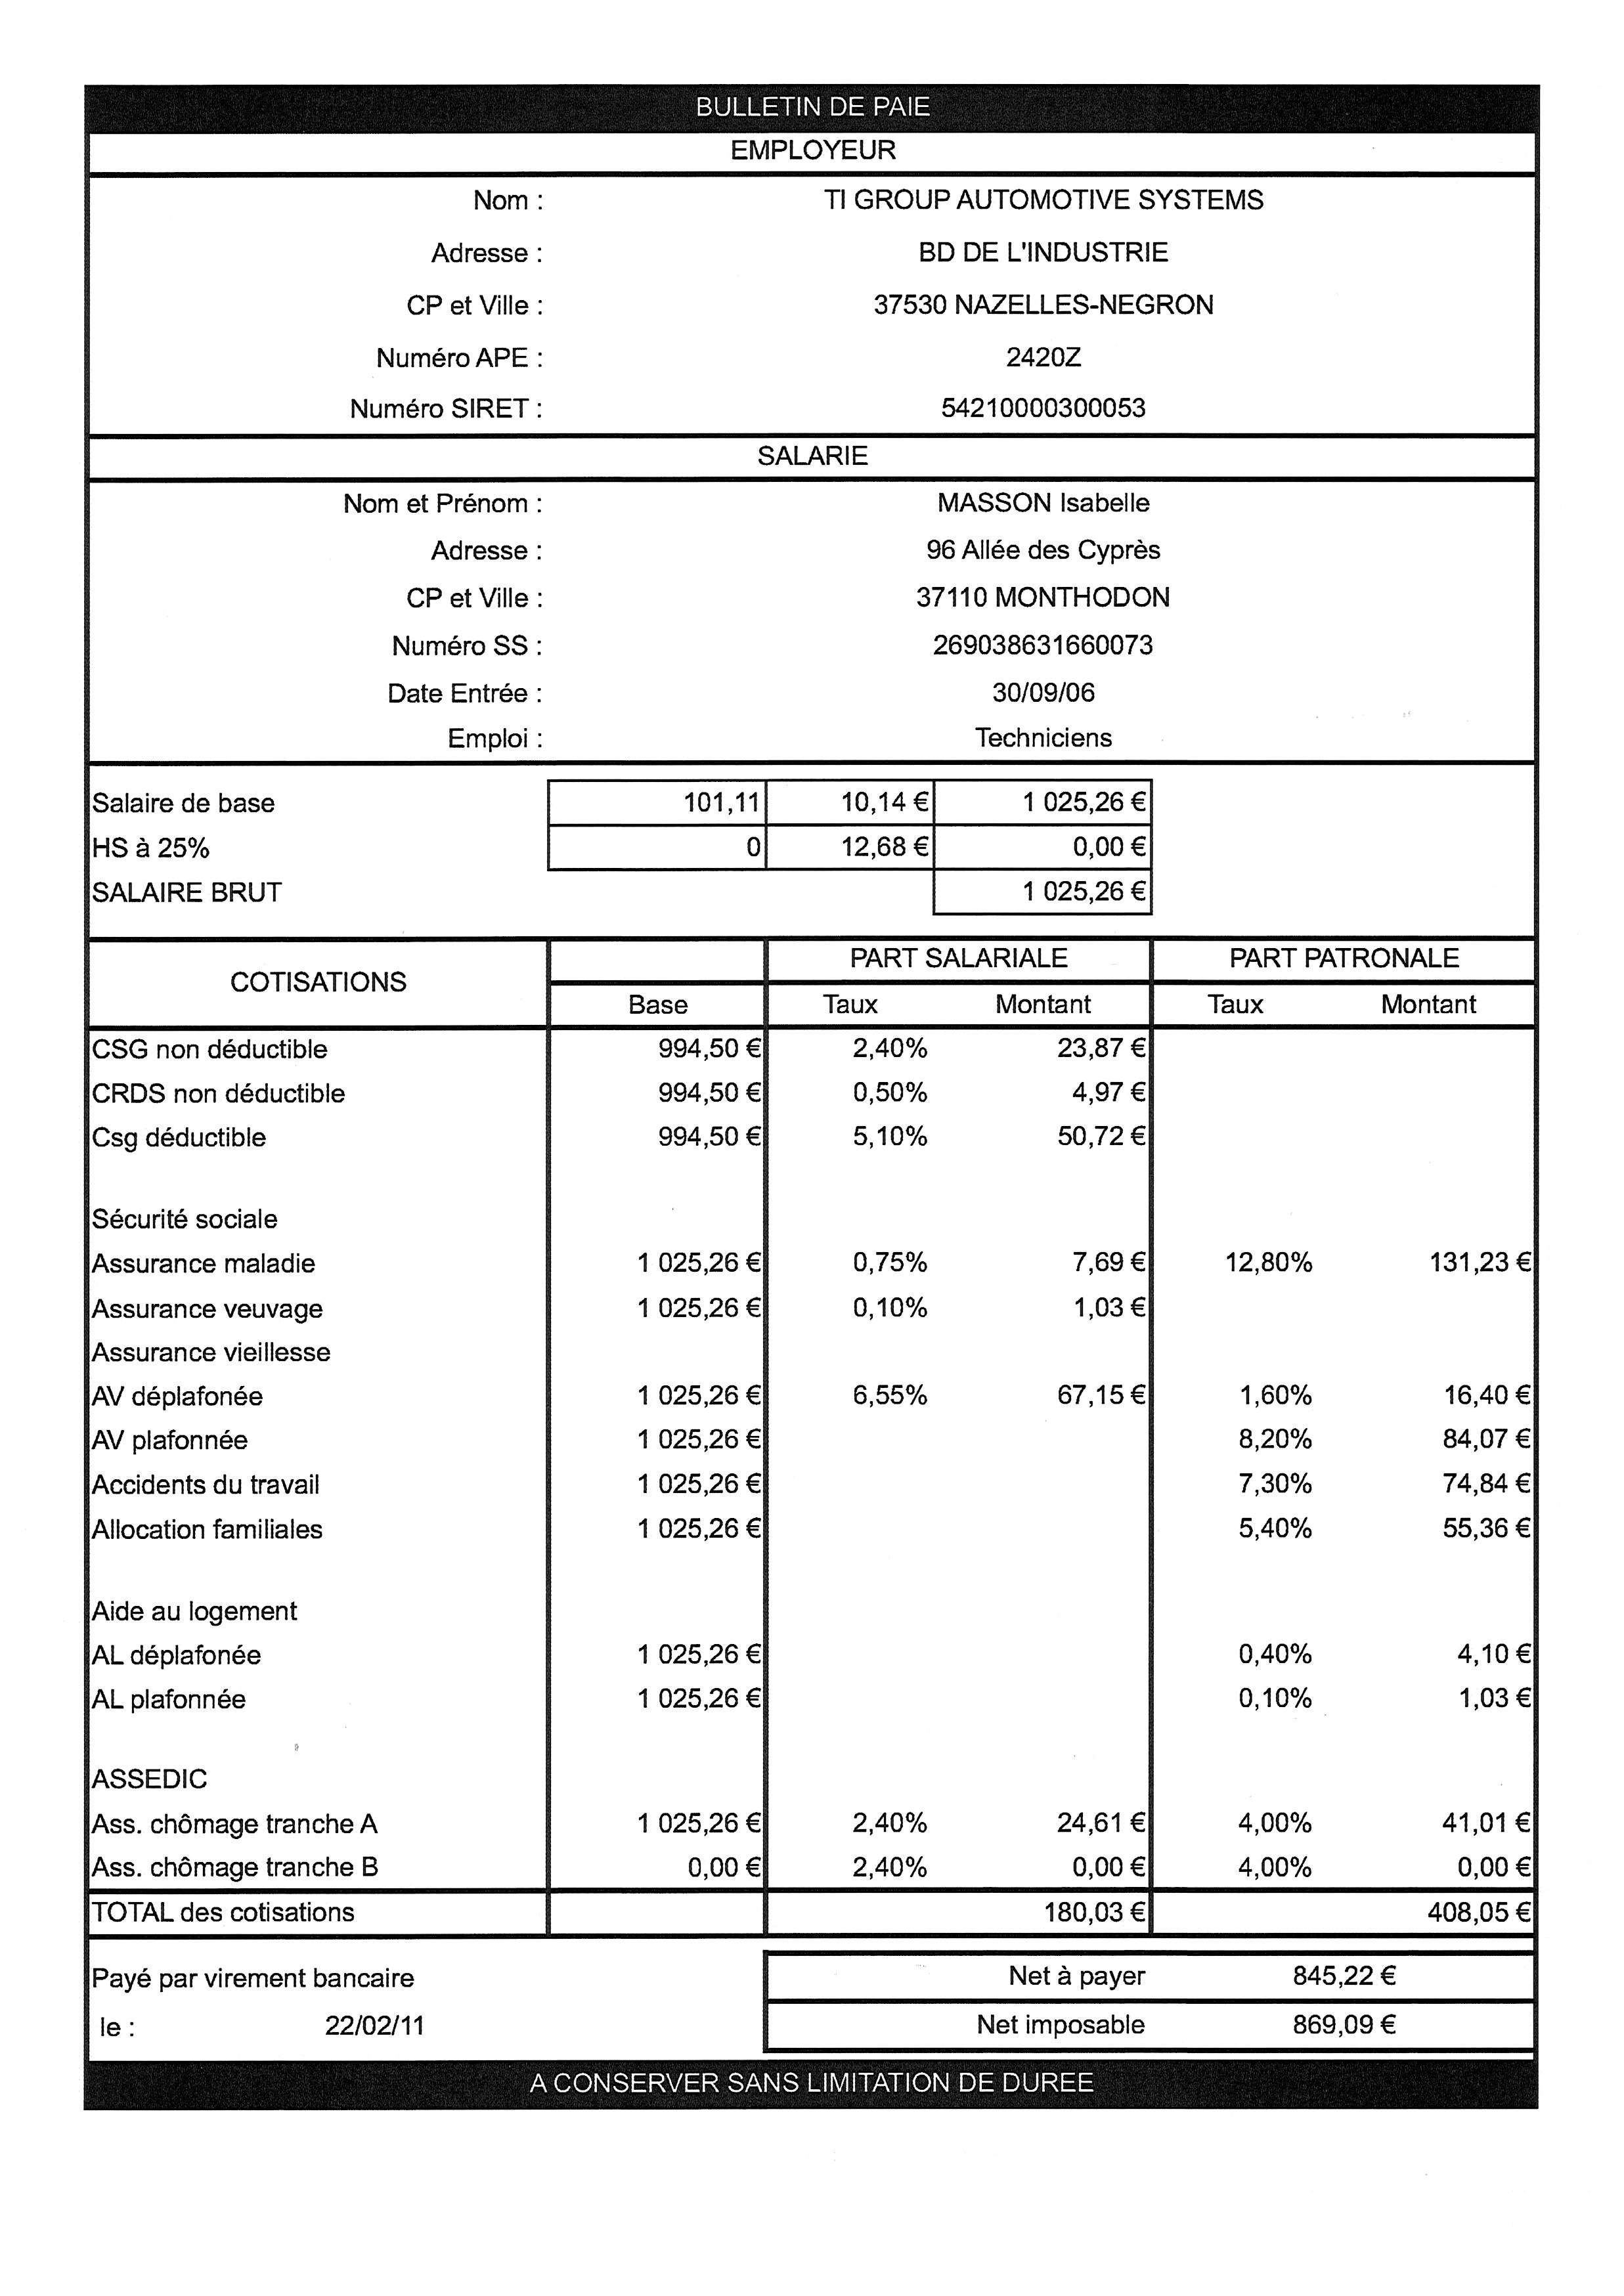 BULLETIN DE PAIE
EMPLOYEUR
Nom : TI GROUP AUTOMOTIVE SYSTEMS
Adresse : BD DE L'INDUSTRIE
CP et Ville : 37530 NAZELLES-NEGRON
Numéro APE : 2420Z
Numéro SIRET : 54210000300053
SALARIE
Nom et Prénom : MASSON Isabelle
Adresse : 96 Allée des Cyprès
CP et Ville : 37110 MONTHODON
Numéro SS : 269038631660073
Date Entrée : 30/09/06
Emploi : Techniciens
Salaire de base 101,11 10,14 € 1 025,26 €
HS à 25% 0 12,68 € 0,00 €
SALAIRE BRUT 1 025,26 €
COTISATIONS PART SALARIALE PART PATRONALE
Base Taux Montant Taux Montant
CSG non déductible 994,50 € 2,40% 23,87 €
CRDS non déductible 994,50 € 0,50% 4,97 €
Csg déductible 994,50 € 5,10% 50,72 €
Sécurité sociale
Assurance maladie 1 025,26 € 0,75% 7,69 € 12,80% 131,23 €
Assurance veuvage 1 025,26 € 0,10% 1,03 €
Assurance vieillesse
AV déplafonée 1 025,26 € 6,55% 67,15 € 1,60% 16,40 €
AV plafonnée 1 025,26 € 8,20% 84,07 €
Accidents du travail 1 025,26 € 7,30% 74,84 €
Allocation familiales 1 025,26 € 5,40% 55,36 €
Aide au logement
AL déplafonée 1 025,26 € 0,40% 4,10 €
AL plafonnée 1 025,26 € 0,10% 1,03 €
ASSEDIC
Ass. chômage tranche A 1 025,26 € 2,40% 24,61 € 4,00% 41,01 €
Ass. chômage tranche B 0,00 € 2,40% 0,00 € 4,00% 0,00 €
TOTAL des cotisations 180,03 € 408,05 €
Payé par virement bancaire Net à payer 845,22 €
le : 22/02/11 Net imposable 869,09 €
A CONSERVER SANS LIMITATION DE DUREE